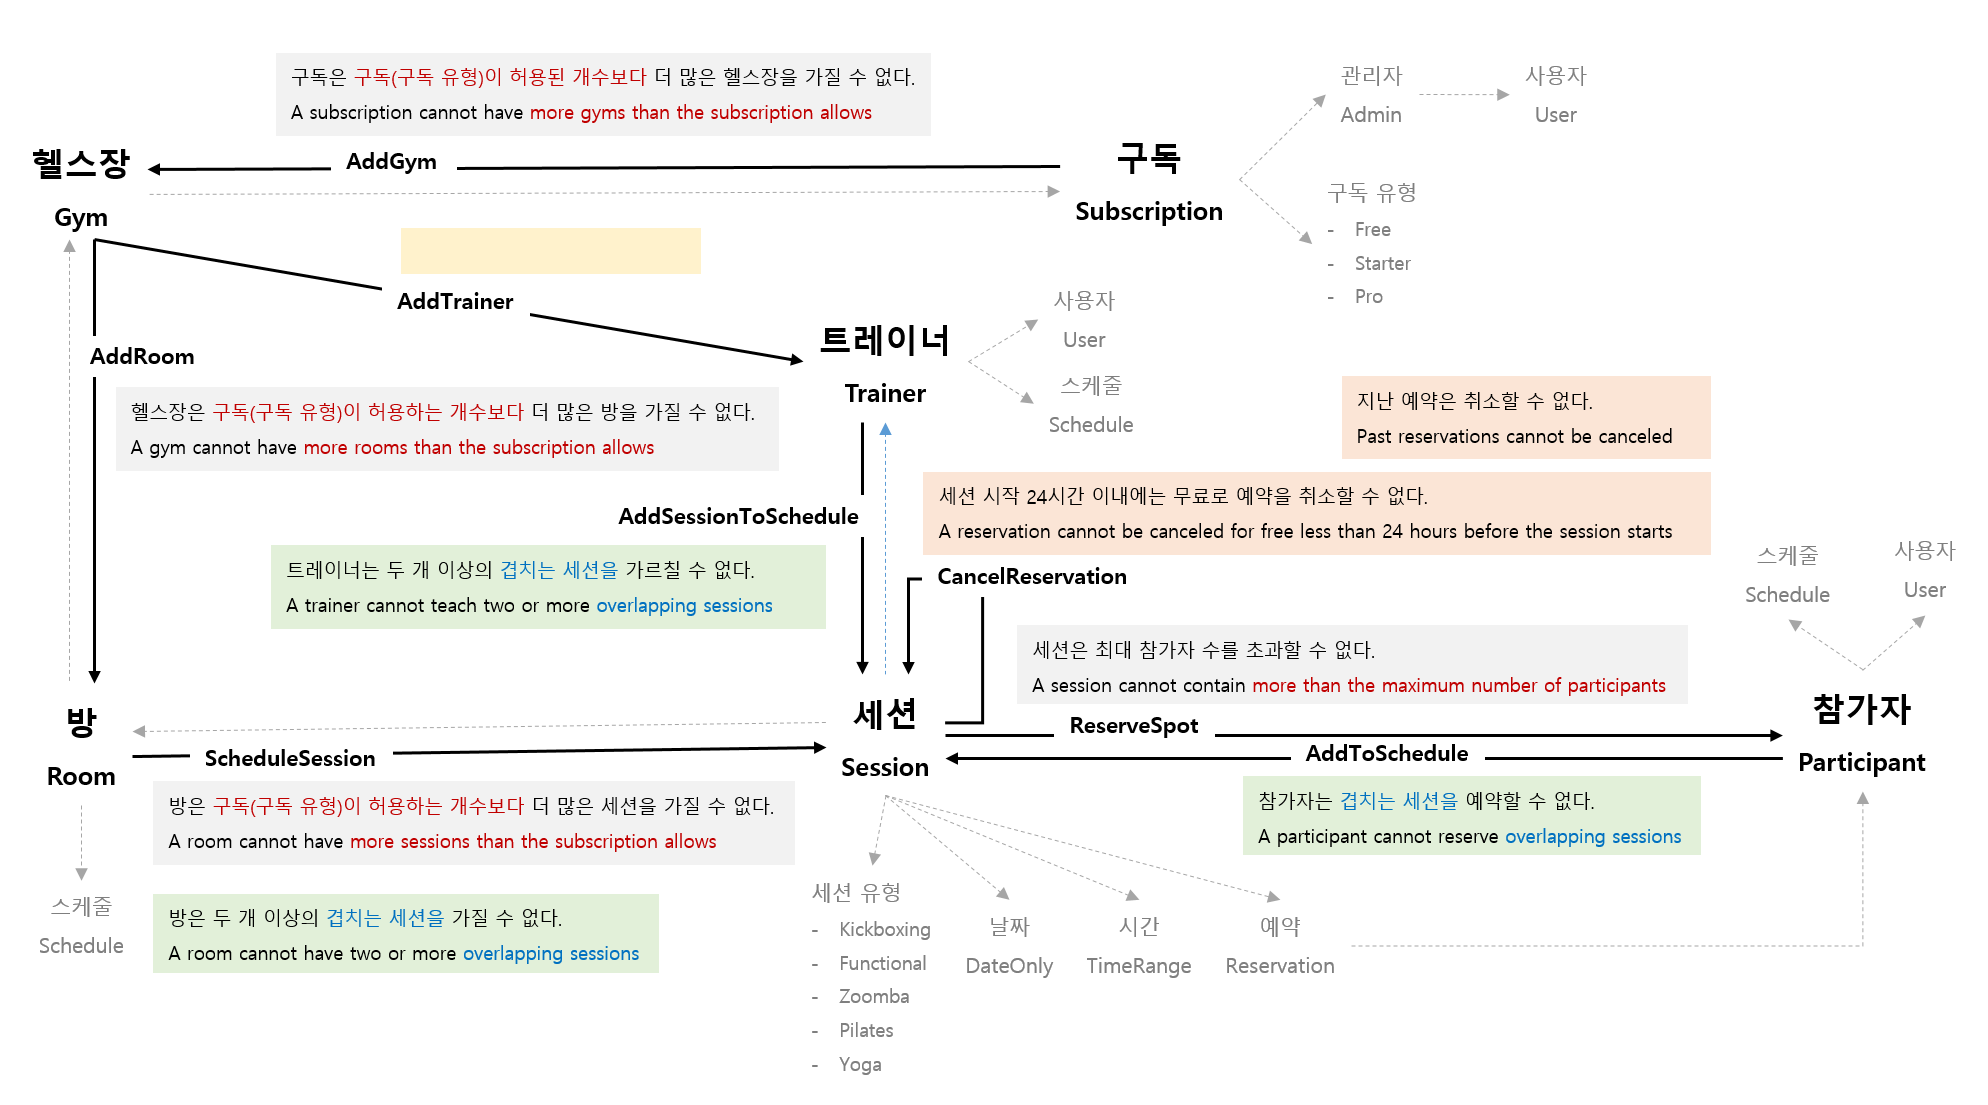 구독은 구독(구독 유형)이 허용된 개수보다 더 많은 헬스장을 가질 수 없다.
A subscription cannot have more gyms than the subscription allows
관리자
Admin
사용자
User
헬스장
Gym
AddGym
구독
Subscription
구독 유형
- Free
- Starter
- Pro
AddTrainer
AddRoom
트레이너
Trainer
사용자
User
스케줄
Schedule
헬스장은 구독(구독 유형)이 허용하는 개수보다 더 많은 방을 가질 수 없다.
A gym cannot have more rooms than the subscription allows
지난 예약은 취소할 수 없다.
Past reservations cannot be canceled
세션 시작 24시간 이내에는 무료로 예약을 취소할 수 없다.
A reservation cannot be canceled for free less than 24 hours before the session starts
AddSessionToSchedule
CancelReservation
트레이너는 두 개 이상의 겹치는 세션을 가르칠 수 없다.
A trainer cannot teach two or more overlapping sessions
스케줄
Schedule
사용자
User
세션은 최대 참가자 수를 초과할 수 없다.
A session cannot contain more than the maximum number of participants
방
Room
ScheduleSession
세션
Session
ReserveSpot
AddToSchedule
참가자
Participant
방은 구독(구독 유형)이 허용하는 개수보다 더 많은 세션을 가질 수 없다.
A room cannot have more sessions than the subscription allows
참가자는 겹치는 세션을 예약할 수 없다.
A participant cannot reserve overlapping sessions
스케줄
Schedule
방은 두 개 이상의 겹치는 세션을 가질 수 없다.
A room cannot have two or more overlapping sessions
세션 유형
- Kickboxing
- Functional
- Zoomba
- Pilates
- Yoga
날짜
DateOnly
시간
TimeRange
예약
Reservation